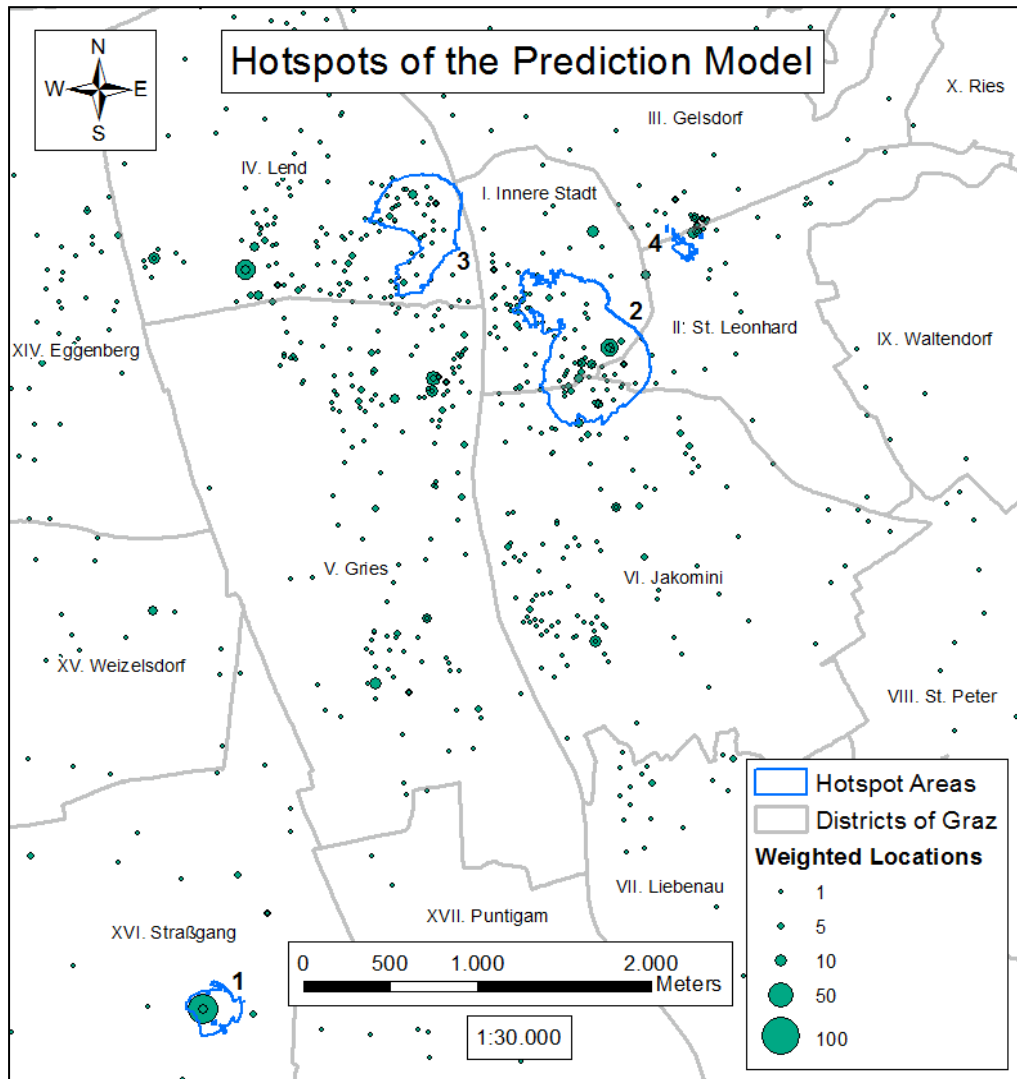 Hotspots of the Prediction Model
N
W E
S
X. Ries
III. Gelsdorf
IV. Lend
I. Innere Stadt
4
3
2
II. St. Leonhard
IX. Waltendorf
XIV. Eggenberg
V. Gries
VI. Jakomini
XV. Weizelsdorf
VIII. St. Peter
VII. Liebenau
XVII. Puntigam
XVI. Straßgang
1
0 500 1.000 2.000
Meters
1:30.000
Hotspot Areas
Districts of Graz
Weighted Locations
1
5
10
50
100